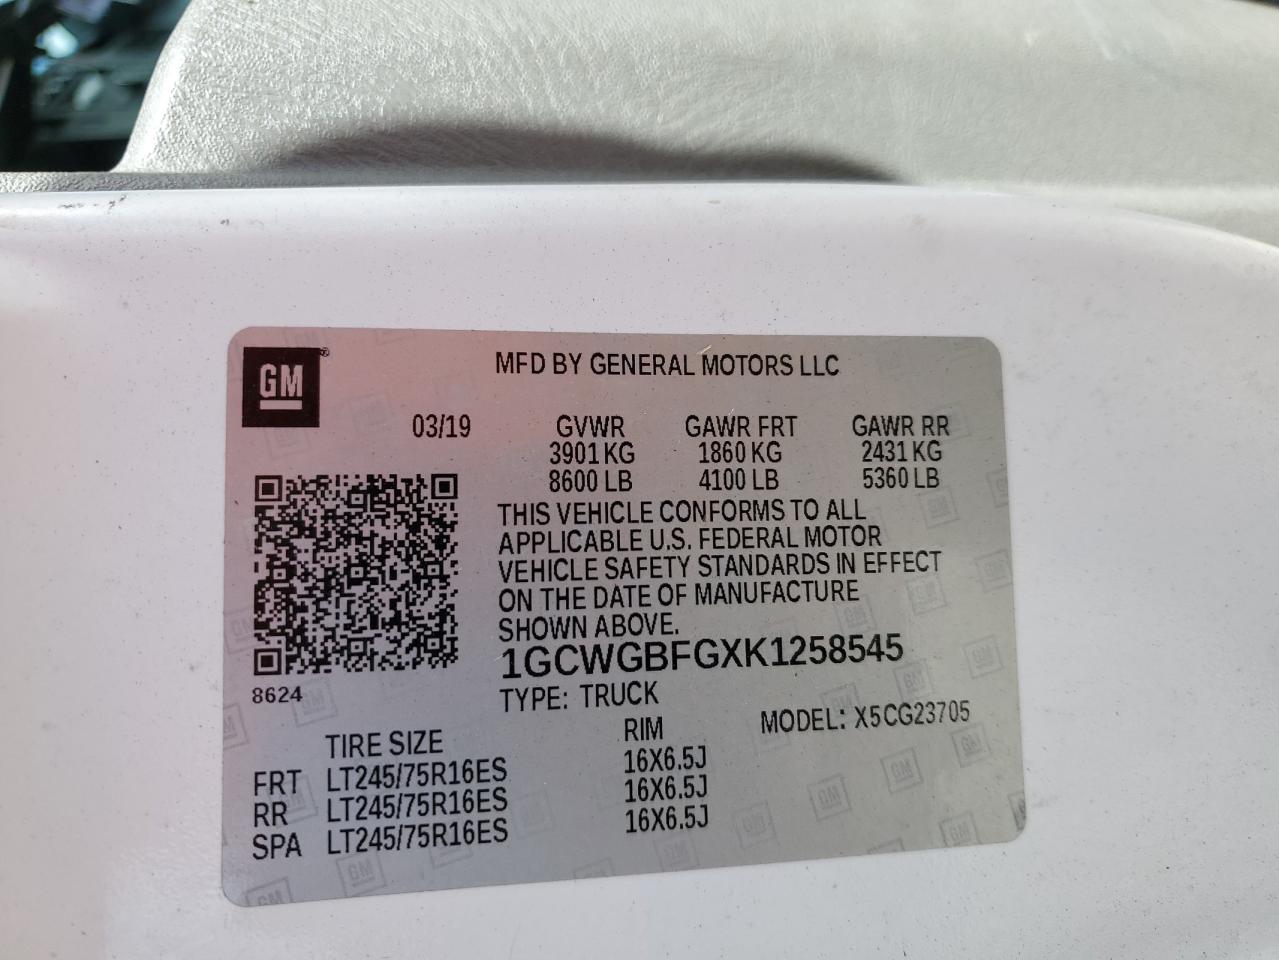 GM
MFD BY GENERAL MOTORS LLC
03/19 GVWR GAWR FRT GAWR RR
3901 KG 1860 KG 2431 KG
8600 LB 4100 LB 5360 LB
THIS VEHICLE CONFORMS TO ALL
APPLICABLE U.S. FEDERAL MOTOR
VEHICLE SAFETY STANDARDS IN EFFECT
ON THE DATE OF MANUFACTURE
SHOWN ABOVE.
1GCWGBFGXK1258545
8624
TYPE: TRUCK
MODEL: X5CG23705
TIRE SIZE RIM
FRT LT245/75R16ES 16X6.5J
RR LT245/75R16ES 16X6.5J
SPA LT245/75R16ES 16X6.5J